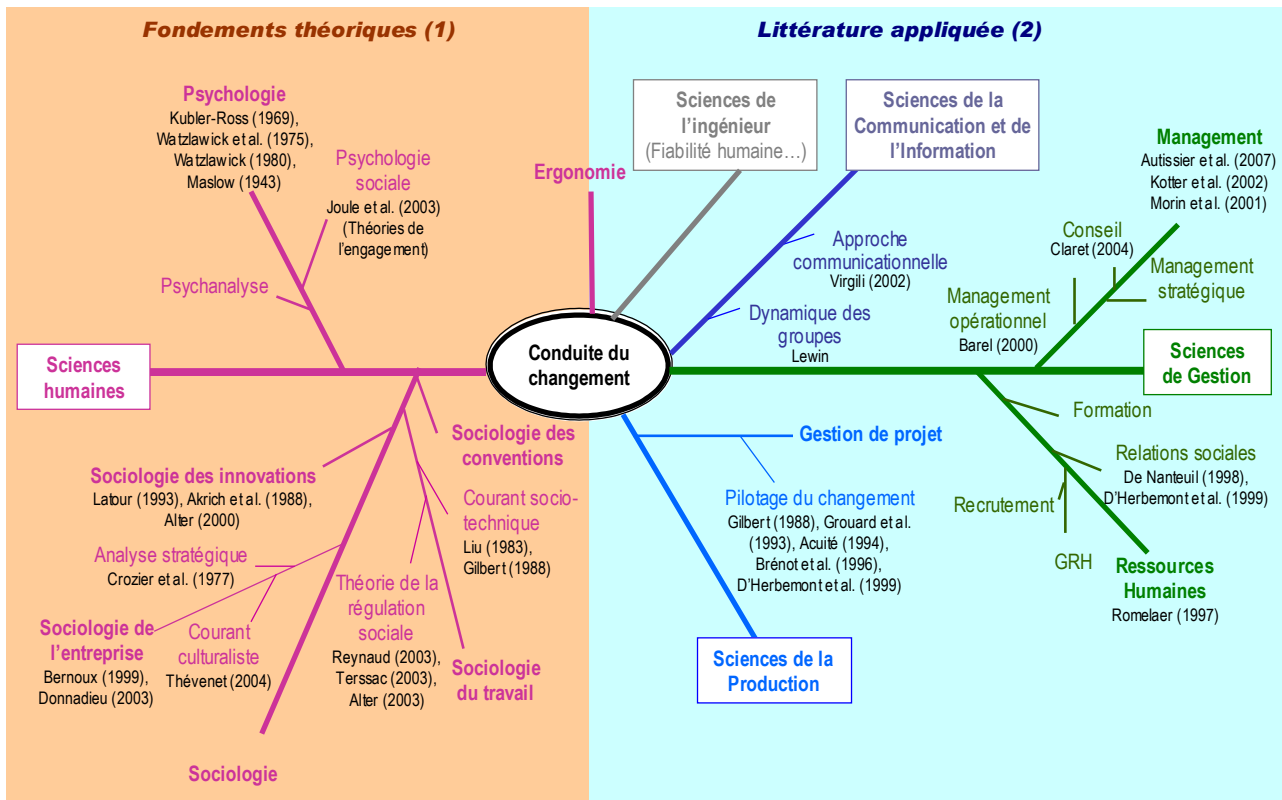 Fondements théoriques (1)
Littérature appliquée (2)
Psychologie
Kubler-Ross (1969),
Watzlawick et al. (1975),
Watzlawick (1980),
Maslow (1943)
Psychologie
sociale
Joule et al. (2003)
(Théories de
l'engagement)
Psychanalyse
Ergonomie
Sciences de
l'ingénieur
(Fiabilité humaine…)
Sciences de la
Communication et de
l'Information
Approche
communicationnelle
Virgili (2002)
Dynamique des
groupes
Lewin
Management
Autissier et al. (2007)
Kotter et al. (2002)
Morin et al. (2001)
Conseil
Claret (2004)
Management
stratégique
Management
opérationnel
Barel (2000)
Sciences
humaines
Conduite du
changement
Sciences
de Gestion
Sociologie des
conventions
Sociologie des innovations
Latour (1993), Akrich et al. (1988),
Alter (2000)
Courant socio-
technique
Liu (1983),
Gilbert (1988)
Analyse stratégique
Crozier et al. (1977)
Théorie de la
régulation
sociale
Reynaud (2003),
Terssac (2003),
Alter (2003)
Sociologie de
l'entreprise
Bernoux (1999),
Donnadieu (2003)
Courant
culturaliste
Thévenet (2004)
Sociologie
du travail
Sociologie
Gestion de projet
Pilotage du changement
Gilbert (1988), Grouard et al.
(1993), Acuité (1994),
Brénot et al. (1996),
D'Herbemont et al. (1999)
Sciences de la
Production
Formation
Relations sociales
De Nanteuil (1998),
D'Herbemont et al. (1999)
Recrutement
GRH
Ressources
Humaines
Romelaer (1997)